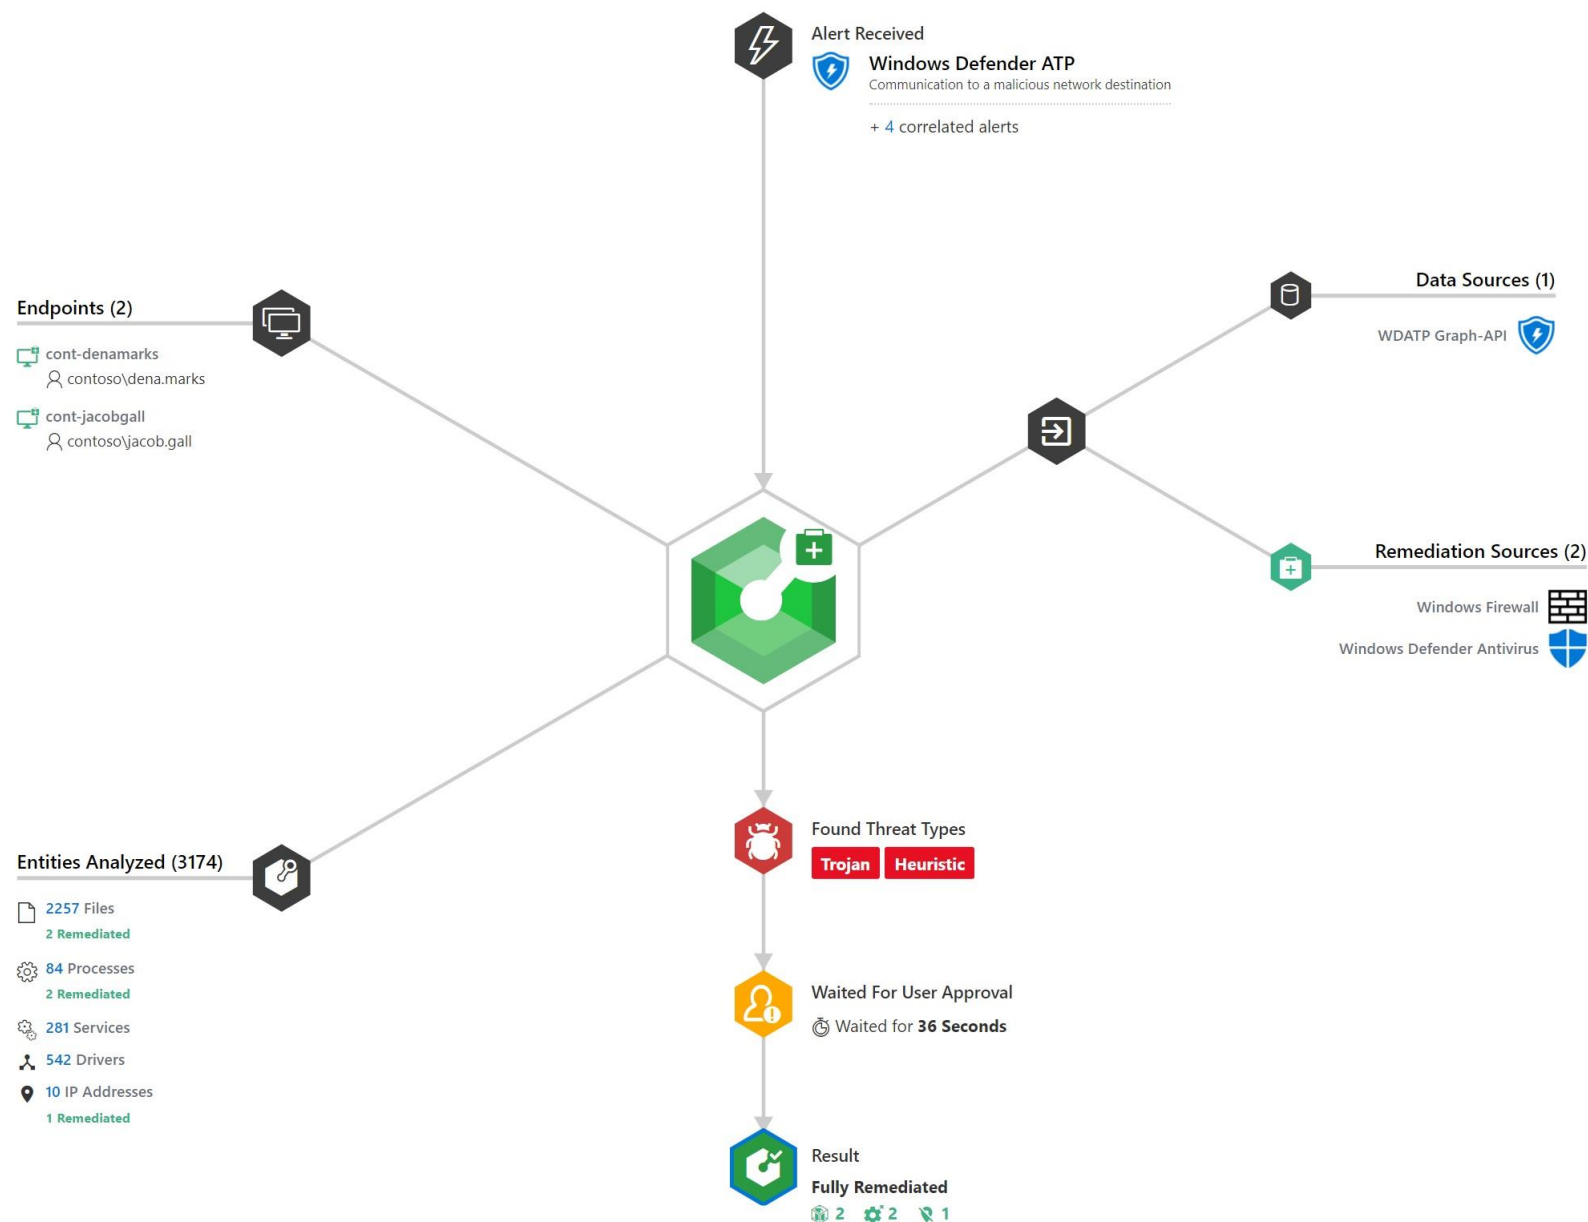 Alert Received
Windows Defender ATP
Communication to a malicious network destination
+ 4 correlated alerts
Endpoints (2)
cont-denamarks
contoso\dena.marks
cont-jacobgall
contoso\jacob.gall
Data Sources (1)
WDATP Graph-API
Remediation Sources (2)
Windows Firewall
Windows Defender Antivirus
Entities Analyzed (3174)
2257 Files
2 Remediated
84 Processes
2 Remediated
281 Services
542 Drivers
10 IP Addresses
1 Remediated
Found Threat Types
Trojan Heuristic
Waited For User Approval
Waited for 36 Seconds
Result
Fully Remediated
2 2 1